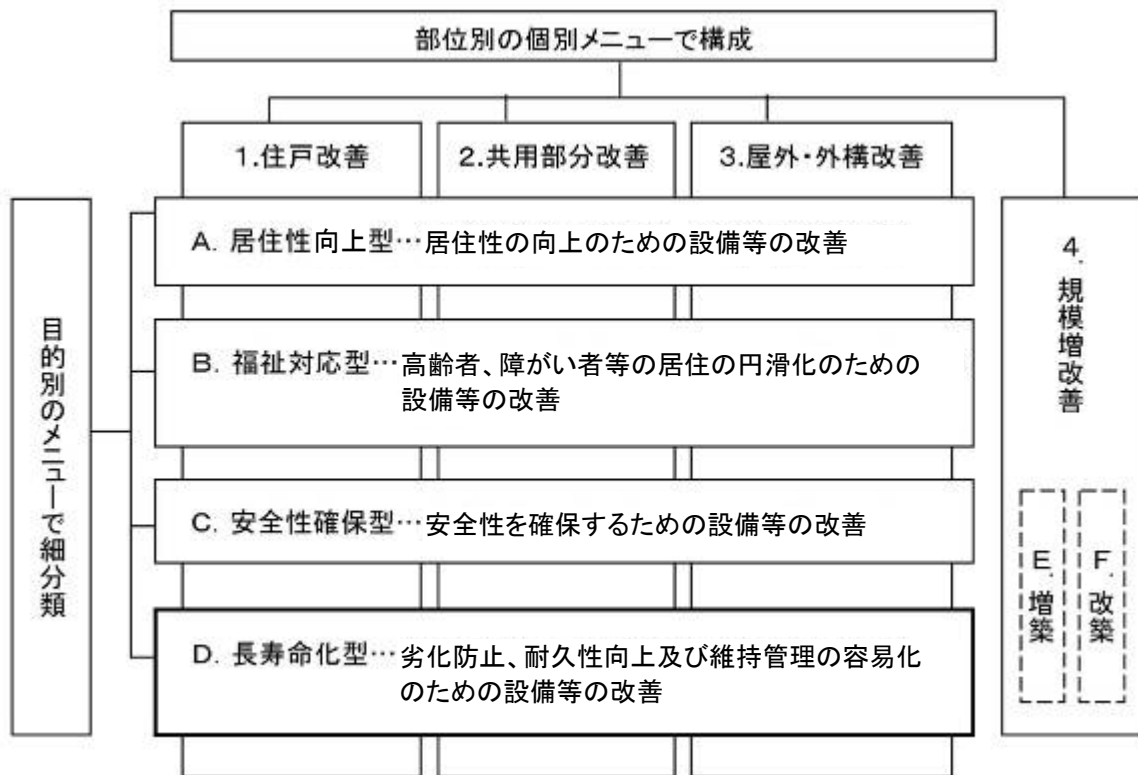 部位別の個別メニューで構成
1.住戸改善
2.共用部分改善
3.屋外・外構改善
4.規模増改善
目的別のメニューで細分類
A. 居住性向上型…居住性の向上のための設備等の改善
B. 福祉対応型…高齢者、障がい者等の居住の円滑化のための
設備等の改善
C. 安全性確保型…安全性を確保するための設備等の改善
D. 長寿命化型…劣化防止、耐久性向上及び維持管理の容易化
のための設備等の改善
E.増築
F.改築